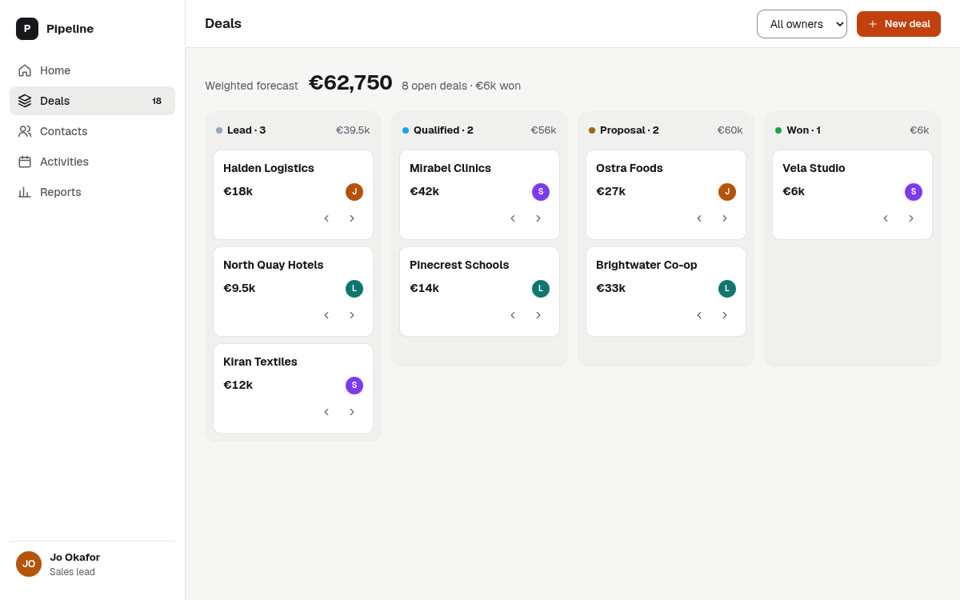 P Pipeline
Home
Deals 18
Contacts
Activities
Reports
JO Jo Okafor
Sales lead
Deals
All owners
+ New deal
Weighted forecast €62,750 8 open deals · €6k won
Lead · 3 €39.5k
Halden Logistics
€18k J
North Quay Hotels
€9.5k L
Kiran Textiles
€12k S
Qualified · 2 €56k
Mirabel Clinics
€42k S
Pinecrest Schools
€14k L
Proposal · 2 €60k
Ostra Foods
€27k J
Brightwater Co-op
€33k L
Won · 1 €6k
Vela Studio
€6k S